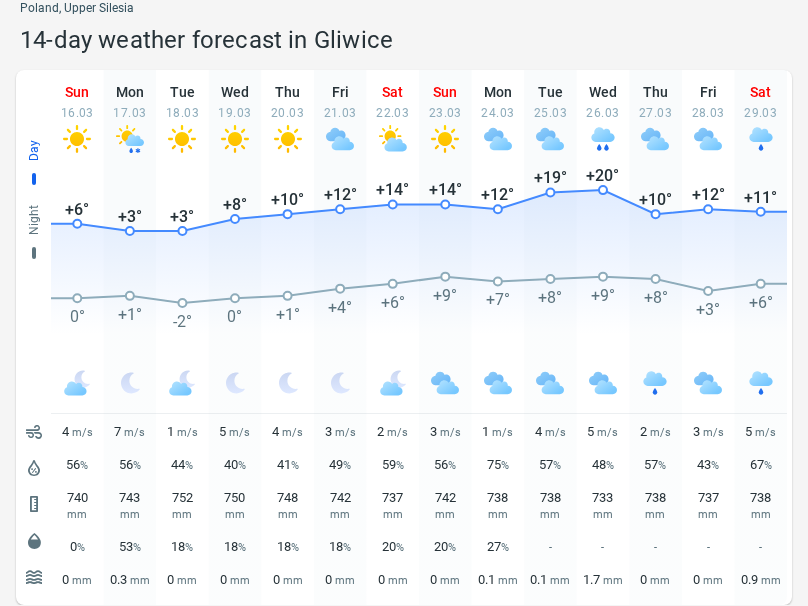 Poland, Upper Silesia
14-day weather forecast in Gliwice
Sun Mon Tue Wed Thu Fri Sat Sun Mon Tue Wed Thu Fri Sat
16.03 17.03 18.03 19.03 20.03 21.03 22.03 23.03 24.03 25.03 26.03 27.03 28.03 29.03
Day
Night
+6° +3° +3° +8° +10° +12° +14° +14° +12° +19° +20° +10° +12° +11°
0° +1° -2° 0° +1° +4° +6° +9° +7° +8° +9° +8° +3° +6°
4 m/s 7 m/s 1 m/s 5 m/s 4 m/s 3 m/s 2 m/s 3 m/s 1 m/s 4 m/s 5 m/s 2 m/s 3 m/s 5 m/s
56% 56% 44% 40% 41% 49% 59% 56% 75% 57% 48% 57% 43% 67%
740 743 752 750 748 742 737 742 738 738 733 738 737 738
mm mm mm mm mm mm mm mm mm mm mm mm mm mm
0% 53% 18% 18% 18% 18% 20% 20% 27% - - - - -
0 mm 0.3 mm 0 mm 0 mm 0 mm 0 mm 0 mm 0 mm 0.1 mm 0.1 mm 1.7 mm 0 mm 0 mm 0.9 mm